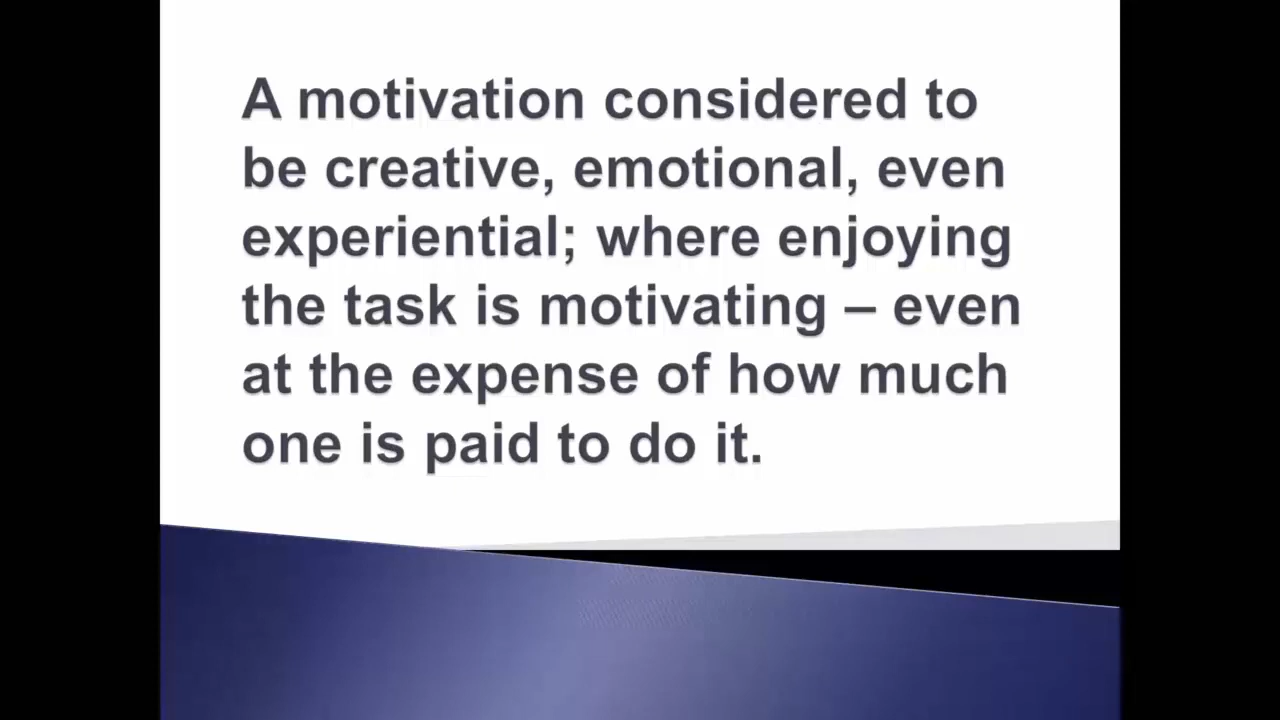 A motivation considered to
be creative, emotional, even
experiential; where enjoying
the task is motivating – even
at the expense of how much
one is paid to do it.